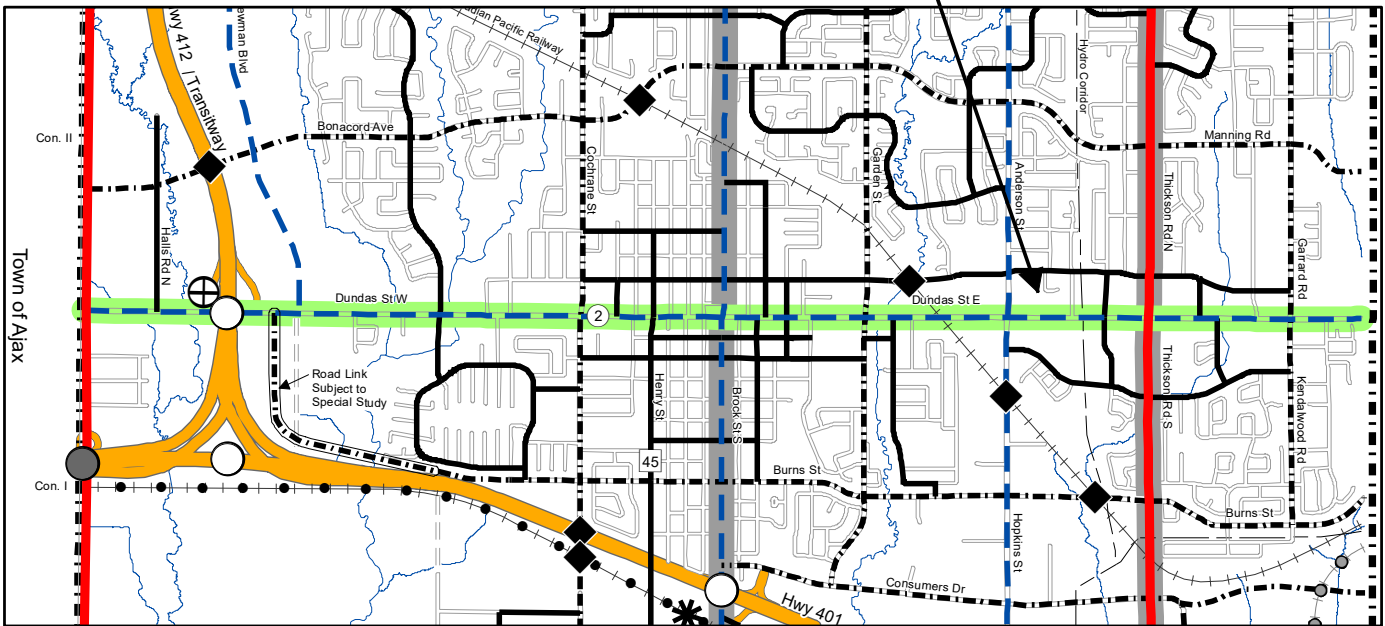 wy 412 / Transitway
ewman Blvd
dian Pacific Railway
Hydro Corridor
Con. II
Bonacord Ave
Manning Rd
Cochrane St
Garden St
Anderson St
Thickson Rd N
Halls Rd N
Garrard Rd
Town of Ajax
Dundas St W
2
Dundas St E
Road Link
Subject to
Special Study
Henry St
Brock St S
Thickson Rd S
Kendalwood Rd
45
Burns St
Con. I
Burns St
Hopkins St
Consumers Dr
Hwy 401